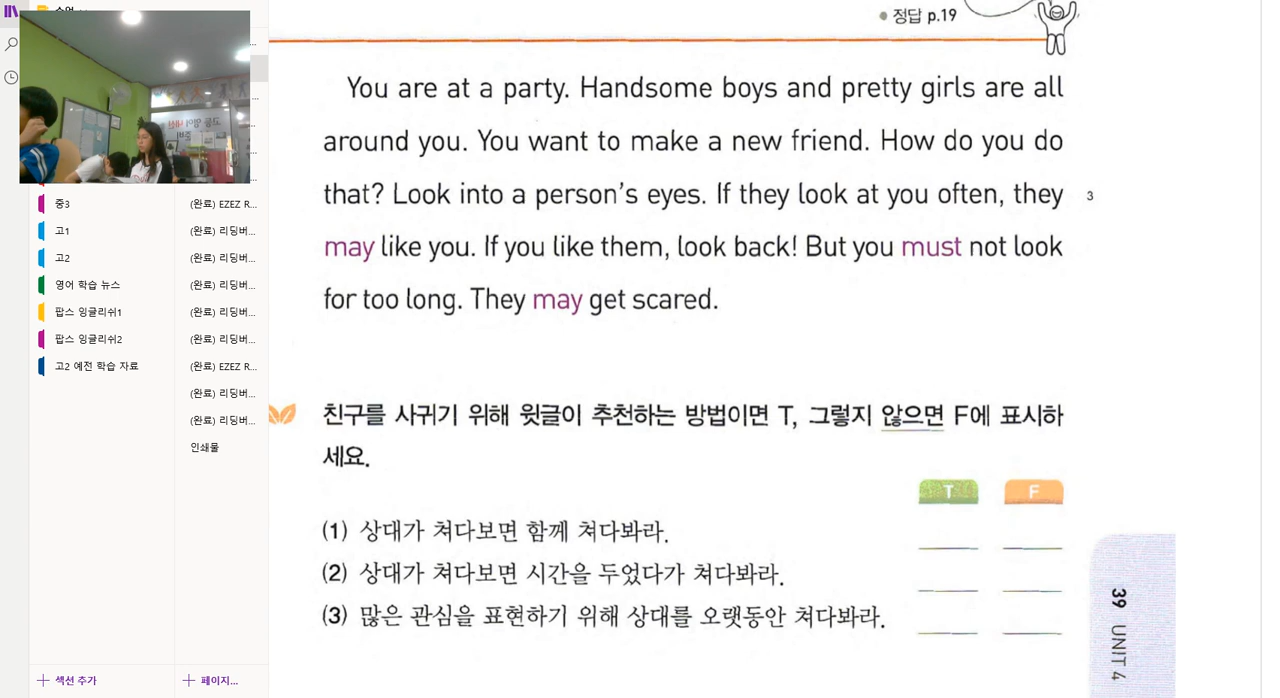 정답 p.19
You are at a party. Handsome boys and pretty girls are all
around you. You want to make a new friend. How do you do
that? Look into a person's eyes. If they look at you often, they
3
may like you. If you like them, look back! But you must not look
for too long. They may get scared.
친구를 사귀기 위해 윗글이 추천하는 방법이면 T, 그렇지 않으면 F에 표시하
세요.
T F
(1) 상대가 쳐다보면 함께 쳐다봐라.
(2) 상대가 쳐다보면 시간을 두었다가 쳐다봐라.
(3) 많은 관심을 표현하기 위해 상대를 오랫동안 쳐다봐라.
39 UNIT 4
중3
고1
고2
영어 학습 뉴스
팝스 잉글리쉬1
팝스 잉글리쉬2
고2 예전 학습 자료
섹션 추가
(완료) EZEZ R...
(완료) 리딩버...
(완료) 리딩버...
(완료) 리딩버...
(완료) 리딩버...
(완료) 리딩버...
(완료) EZEZ R...
(완료) 리딩버...
(완료) 리딩버...
인쇄물
페이지...